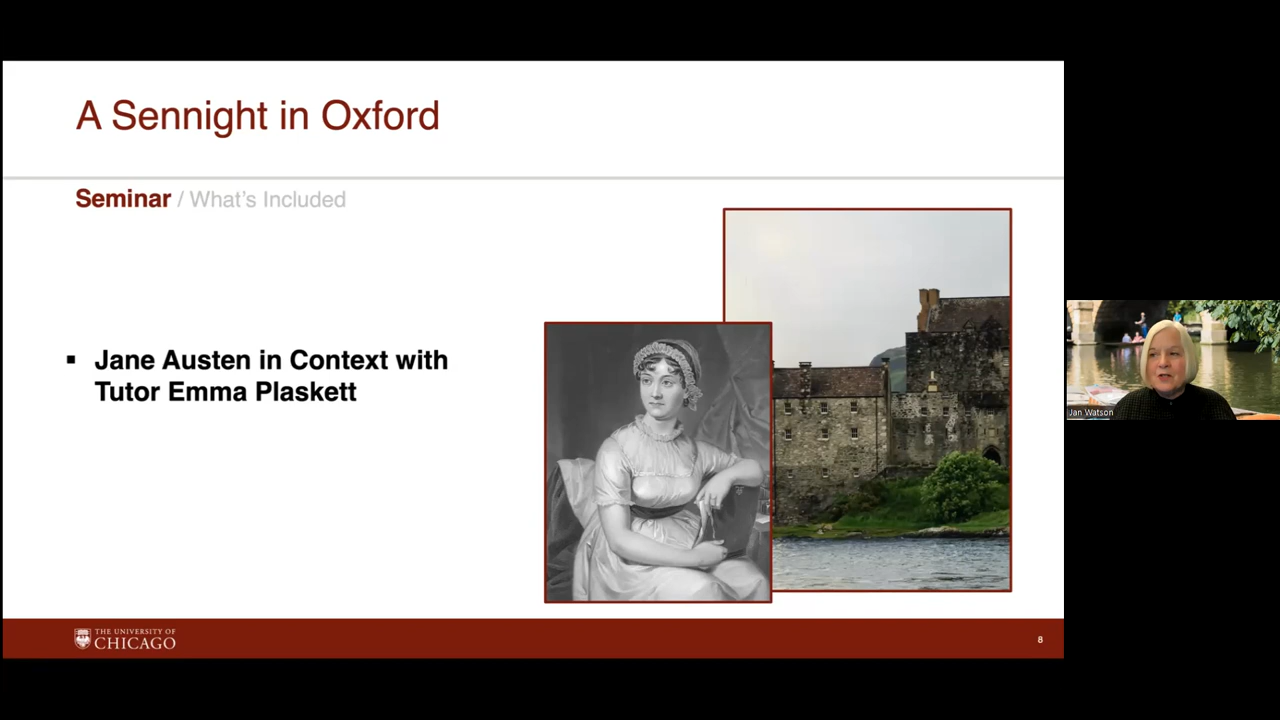 A Sennight in Oxford
Seminar / What's Included
▪ Jane Austen in Context with
Tutor Emma Plaskett
THE UNIVERSITY OF
CHICAGO
8
Jan Watson